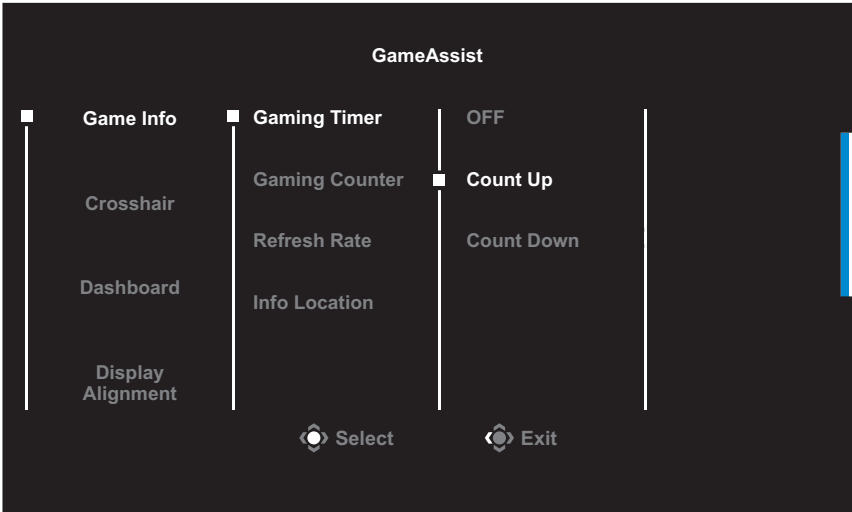 GameAssist
Game Info
Crosshair
Dashboard
Display
Alignment
Gaming Timer
Gaming Counter
Refresh Rate
Info Location
OFF
Count Up
Count Down
Select
Exit